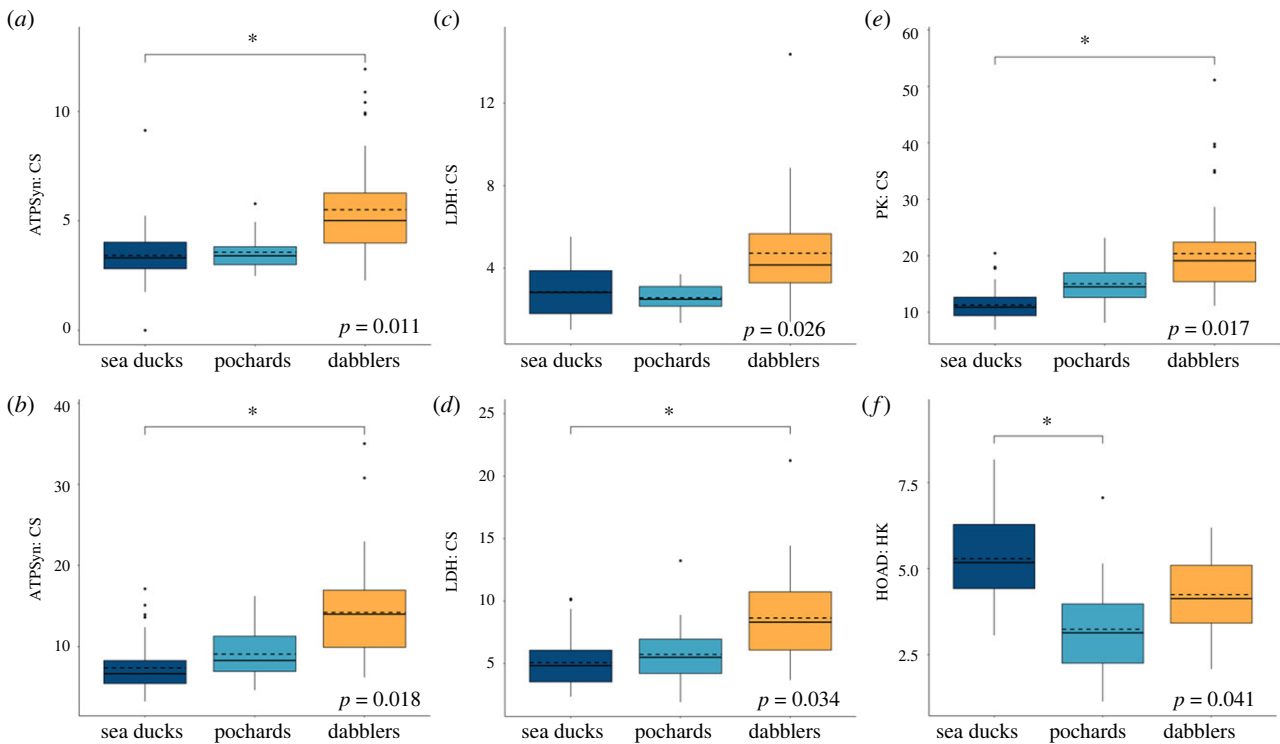 (a)
*
10
5
0
ATPSyn: CS
p = 0.011
sea ducks pochards dabblers
(c)
12
8
4
LDH: CS
p = 0.026
sea ducks pochards dabblers
(e)
*
60
50
40
30
20
10
PK: CS
p = 0.017
sea ducks pochards dabblers
(b)
*
40
30
20
10
ATPSyn: CS
p = 0.018
sea ducks pochards dabblers
(d)
*
25
20
15
10
5
LDH: CS
p = 0.034
sea ducks pochards dabblers
(f)
*
7.5
5.0
2.5
HOAD: HK
p = 0.041
sea ducks pochards dabblers